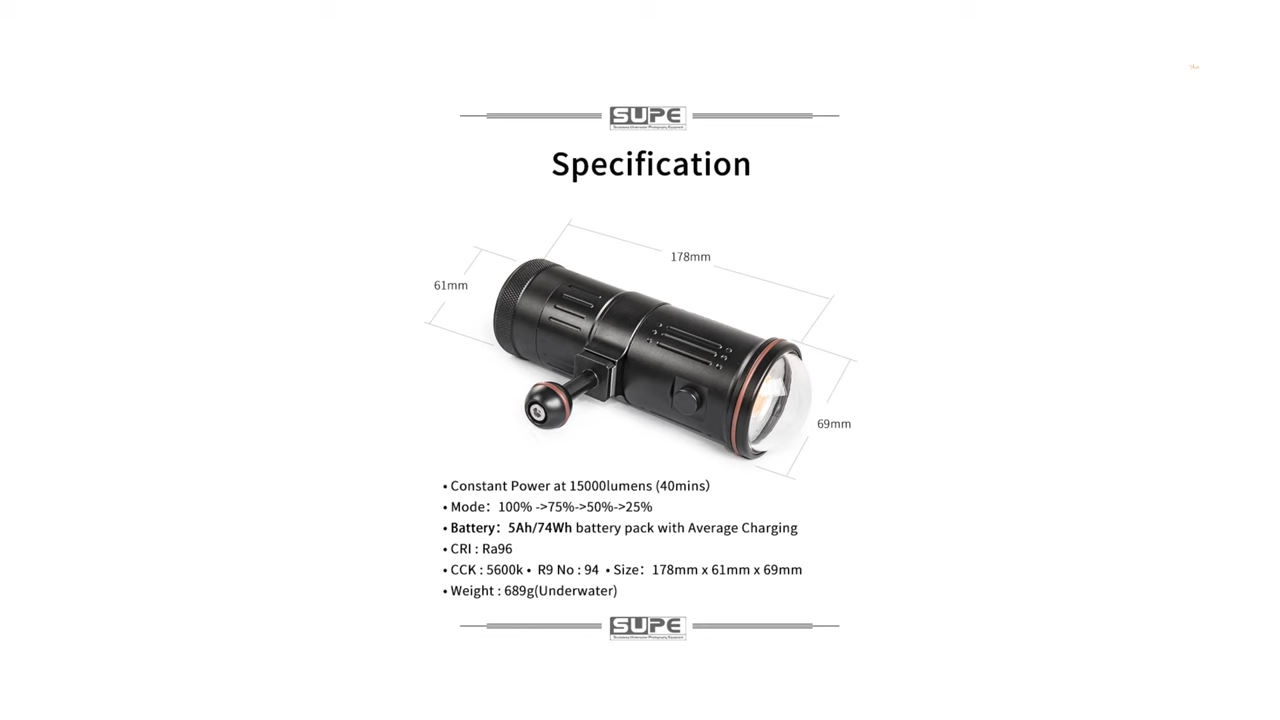 SUPE
Specification
178mm
61mm
69mm
• Constant Power at 15000lumens (40mins)
• Mode： 100% ->75%->50%->25%
• Battery： 5Ah/74Wh battery pack with Average Charging
• CRI : Ra96
• CCK : 5600k • R9 No : 94 • Size： 178mm x 61mm x 69mm
• Weight : 689g(Underwater)
SUPE